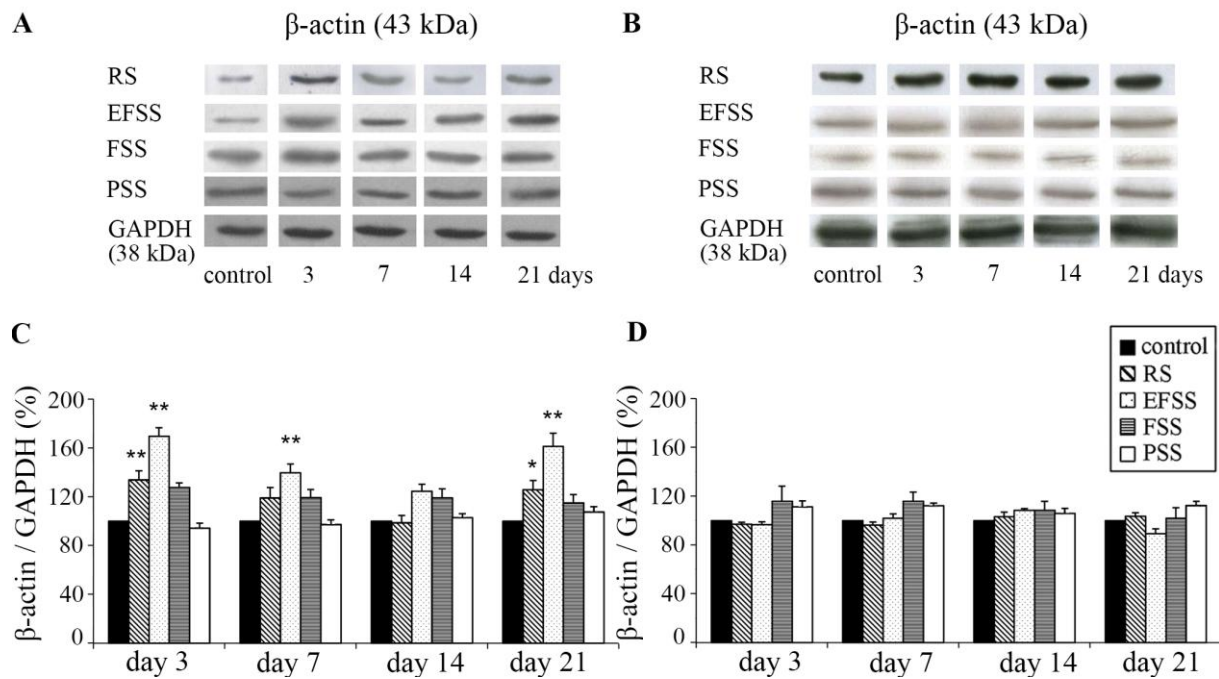 A
β-actin (43 kDa)
RS
EFSS
FSS
PSS
GAPDH
(38 kDa)
control 3 7 14 21 days
B
β-actin (43 kDa)
RS
EFSS
FSS
PSS
GAPDH
(38 kDa)
control 3 7 14 21 days
C
β-actin / GAPDH (%)
200
160
120
80
40
0
** ** ** * **
day 3 day 7 day 14 day 21
D
β-actin / GAPDH (%)
200
160
120
80
40
0
day 3 day 7 day 14 day 21
control
RS
EFSS
FSS
PSS